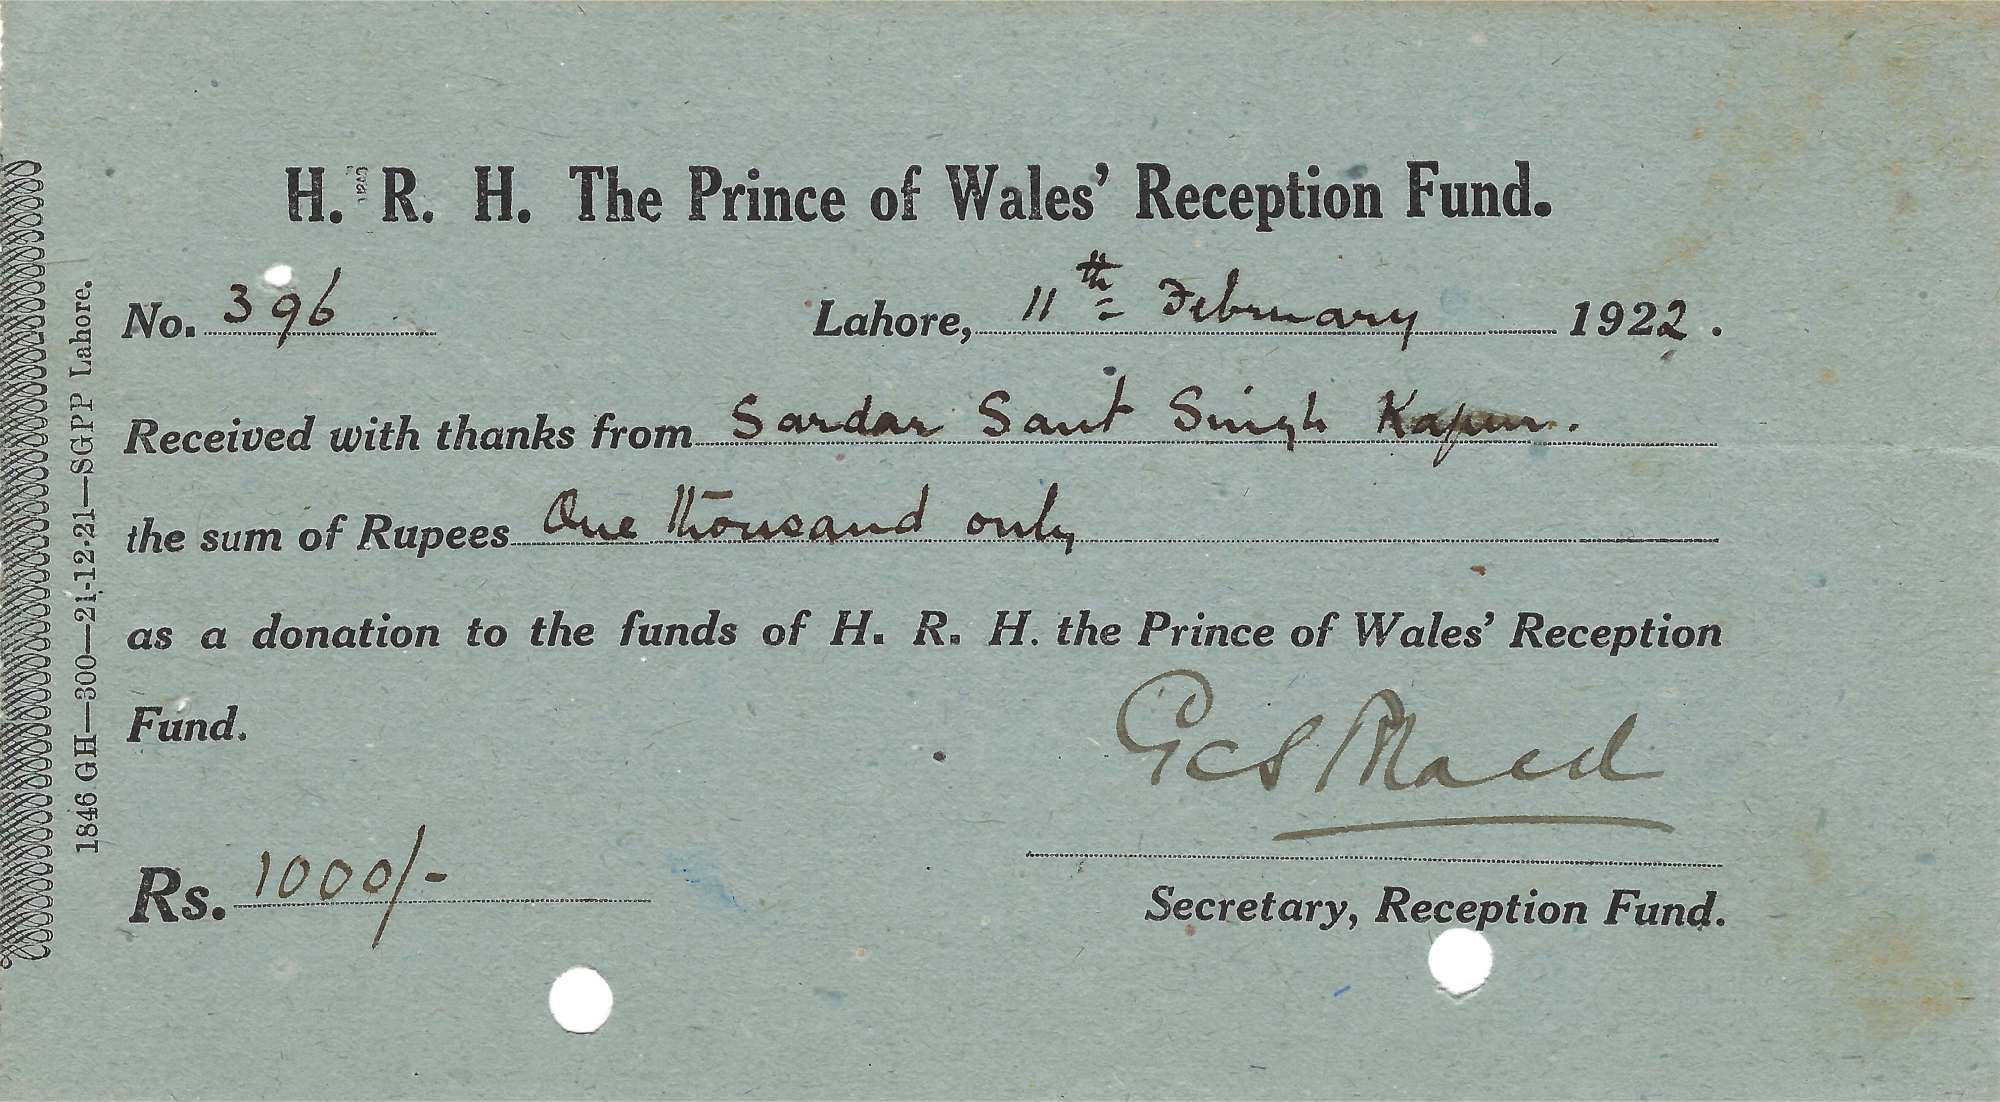 H. R. H. The Prince of Wales' Reception Fund.
No. 396 Lahore, 11th February 1922.
Received with thanks from Sardar Sant Singh Kapur.
the sum of Rupees One thousand only
as a donation to the funds of H. R. H. the Prince of Wales' Reception
Fund.
Rs. 1000/-
Secretary, Reception Fund.
1846 GH—300—21-12-21—SGPP Lahore.